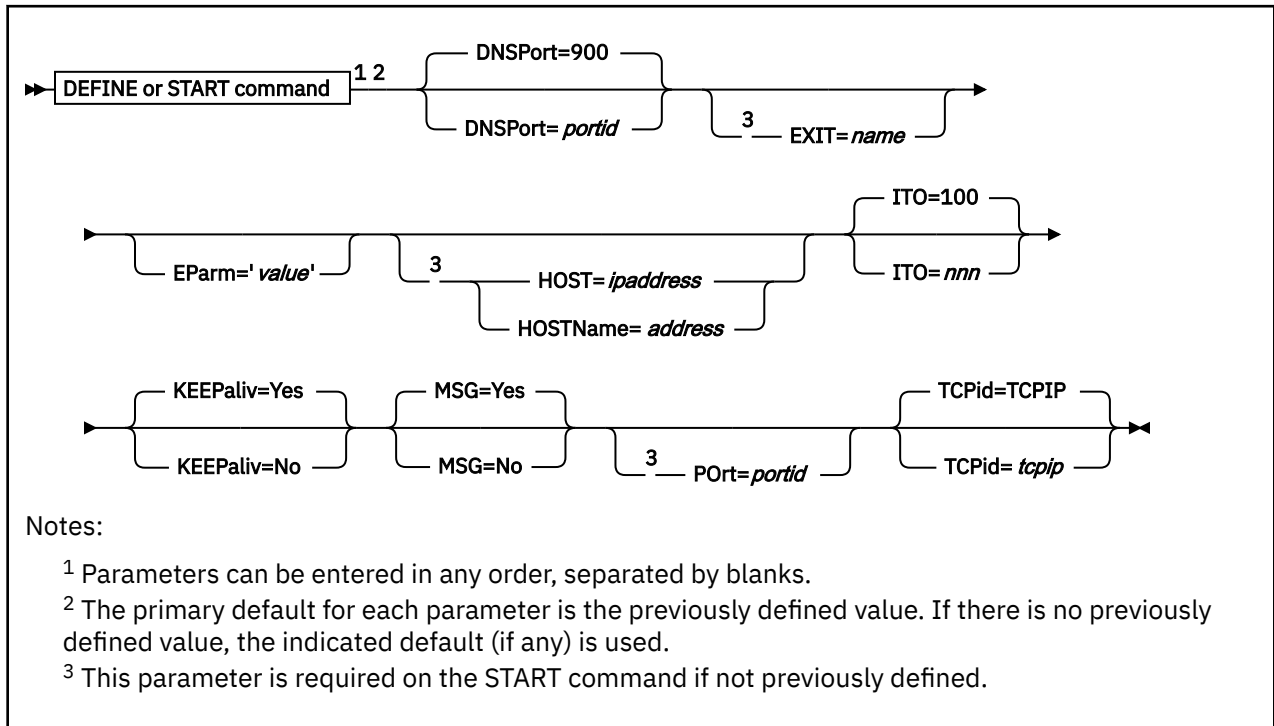 DNSPort=900
DEFINE or START command 1 2
DNSPort= portid
3 EXIT= name
ITO=100
EParm=' value'
3 HOST= ipaddress
ITO= nnn
HOSTName= address
KEEPaliv=Yes MSG=Yes TCPid=TCPIP
KEEPaliv=No MSG=No 3 POrt= portid TCPid= tcpip
Notes:
1 Parameters can be entered in any order, separated by blanks.
2 The primary default for each parameter is the previously defined value. If there is no previously
defined value, the indicated default (if any) is used.
3 This parameter is required on the START command if not previously defined.